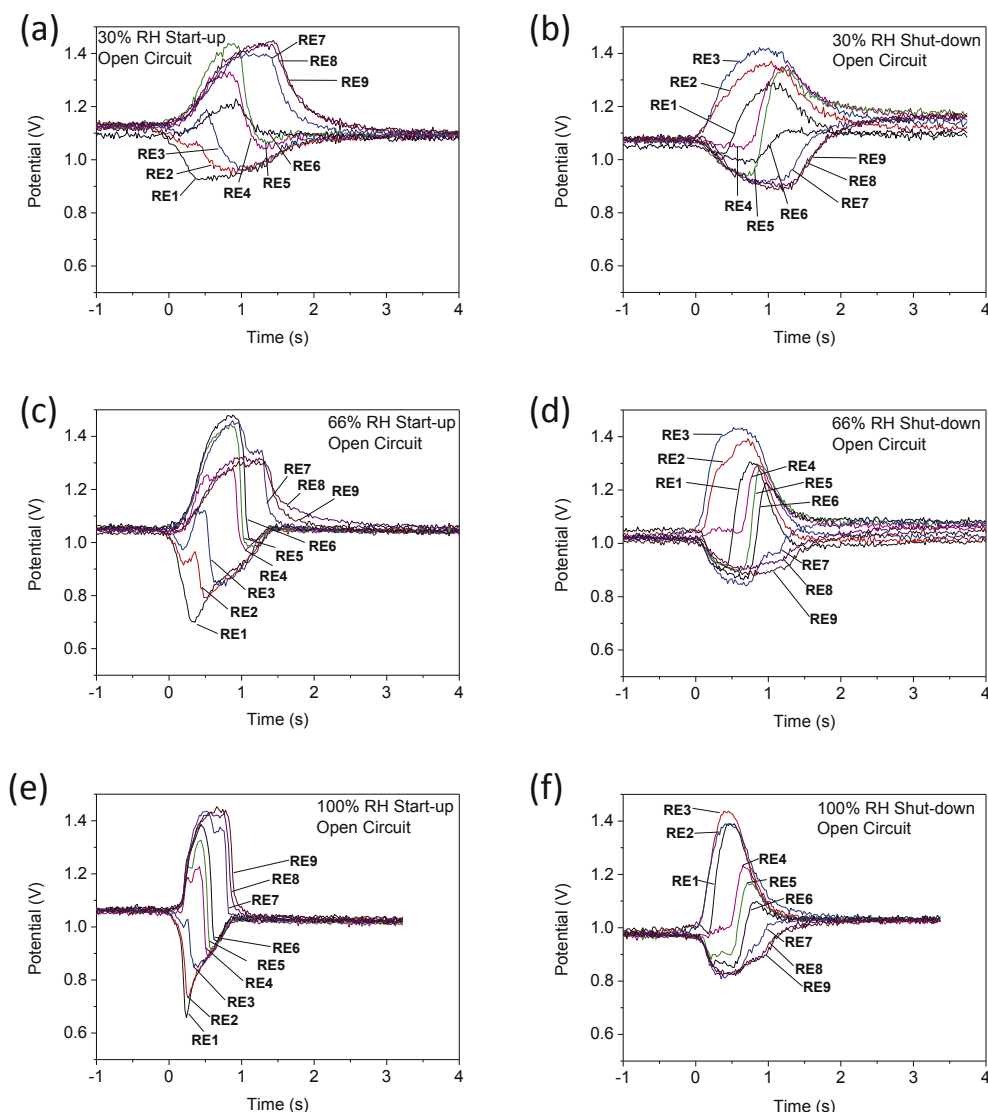 (a)
30% RH Start-up
Open Circuit
Potential (V)
1.4
1.2
1.0
0.8
0.6
-1 0 1 2 3 4
Time (s)
RE7
RE8
RE9
RE3
RE2
RE1
RE4
RE5
RE6
(b)
30% RH Shut-down
Open Circuit
Potential (V)
1.4
1.2
1.0
0.8
0.6
-1 0 1 2 3 4
Time (s)
RE3
RE2
RE1
RE4
RE5
RE6
RE9
RE8
RE7
(c)
66% RH Start-up
Open Circuit
Potential (V)
1.4
1.2
1.0
0.8
0.6
-1 0 1 2 3 4
Time (s)
RE7
RE8
RE9
RE6
RE5
RE4
RE3
RE2
RE1
(d)
66% RH Shut-down
Open Circuit
Potential (V)
1.4
1.2
1.0
0.8
0.6
-1 0 1 2 3 4
Time (s)
RE3
RE2
RE1
RE4
RE5
RE6
RE7
RE8
RE9
(e)
100% RH Start-up
Open Circuit
Potential (V)
1.4
1.2
1.0
0.8
0.6
-1 0 1 2 3 4
Time (s)
RE9
RE8
RE7
RE6
RE5
RE4
RE3
RE2
RE1
(f)
100% RH Shut-down
Open Circuit
Potential (V)
1.4
1.2
1.0
0.8
0.6
-1 0 1 2 3 4
Time (s)
RE3
RE2
RE1
RE4
RE5
RE6
RE7
RE8
RE9